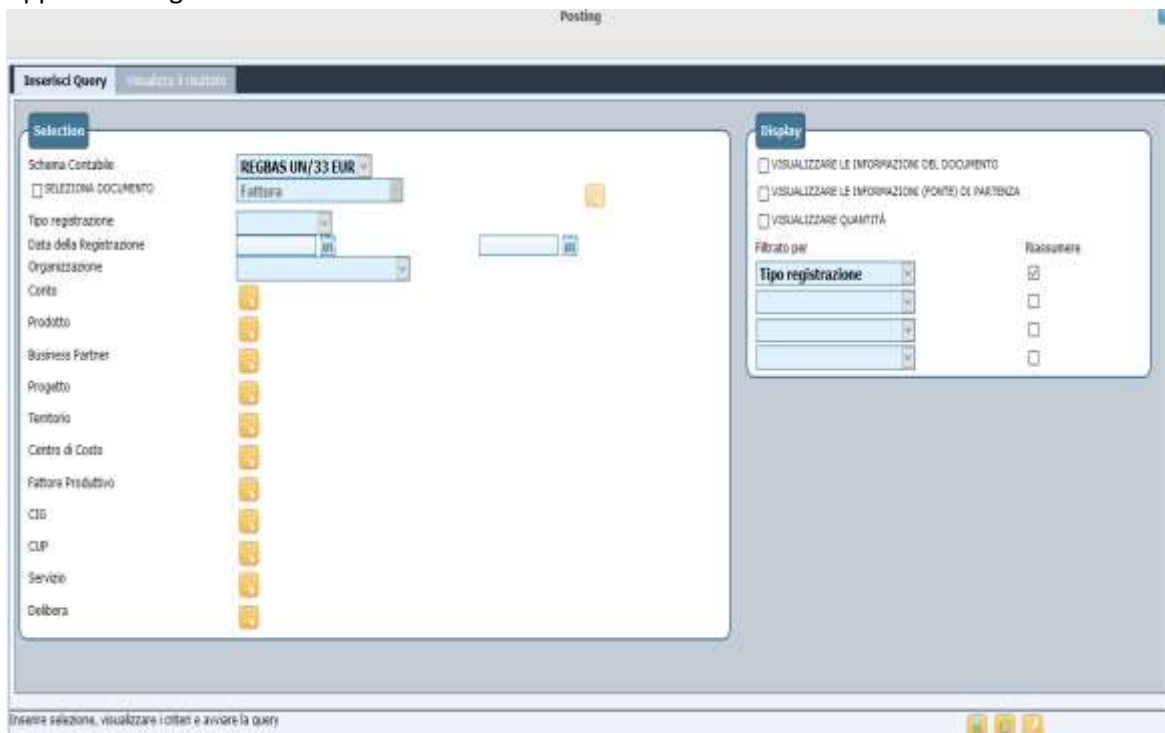 Posting
Inserisci Query
Selection
Schema Contabile REGBAS UN/33 EUR
SELEZIONA DOCUMENTO Fattura
Tipo registrazione
Data della Registrazione
Organizzazione
Conto
Prodotto
Business Partner
Progetto
Territorio
Centro di Costo
Fattore Produttivo
CIG
CUP
Servizio
Delibera
Display
VISUALIZZARE LE INFORMAZIONI DEL DOCUMENTO
VISUALIZZARE LE INFORMAZIONI (FONTE) DI PARTENZA
VISUALIZZARE QUANTITÀ
Filtrato per Riassumere
Tipo registrazione
Inserire selezione, visualizzare i criteri e avviare la query